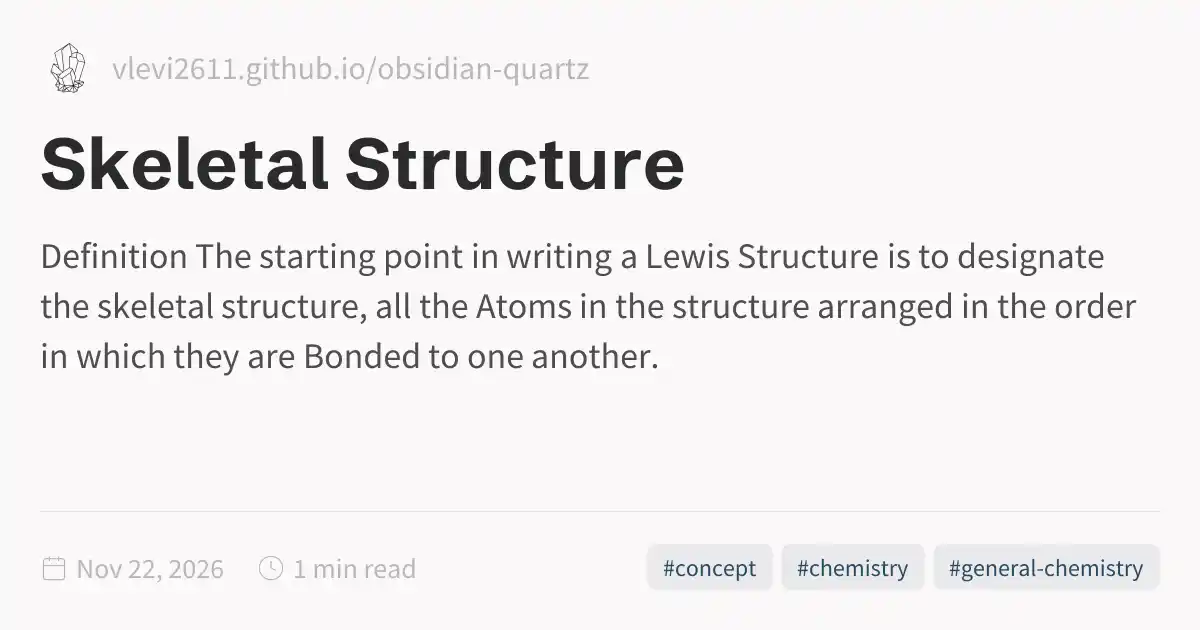 vlevi2611.github.io/obsidian-quartz
Skeletal Structure
Definition The starting point in writing a Lewis Structure is to designate
the skeletal structure, all the Atoms in the structure arranged in the order
in which they are Bonded to one another.
Nov 22, 2026 1 min read #concept #chemistry #general-chemistry